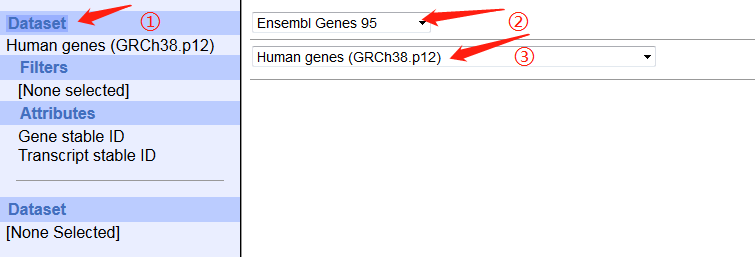 Dataset ①
Human genes (GRCh38.p12)
Filters
[None selected]
Attributes
Gene stable ID
Transcript stable ID
Dataset
[None Selected]
Ensembl Genes 95 ②
Human genes (GRCh38.p12) ③